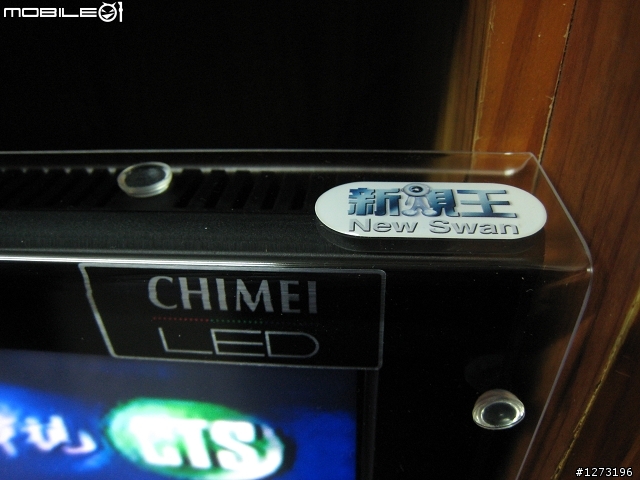 MOBILE01
新視王
New Swan
CHIMEI
LED
CTS
#1273196